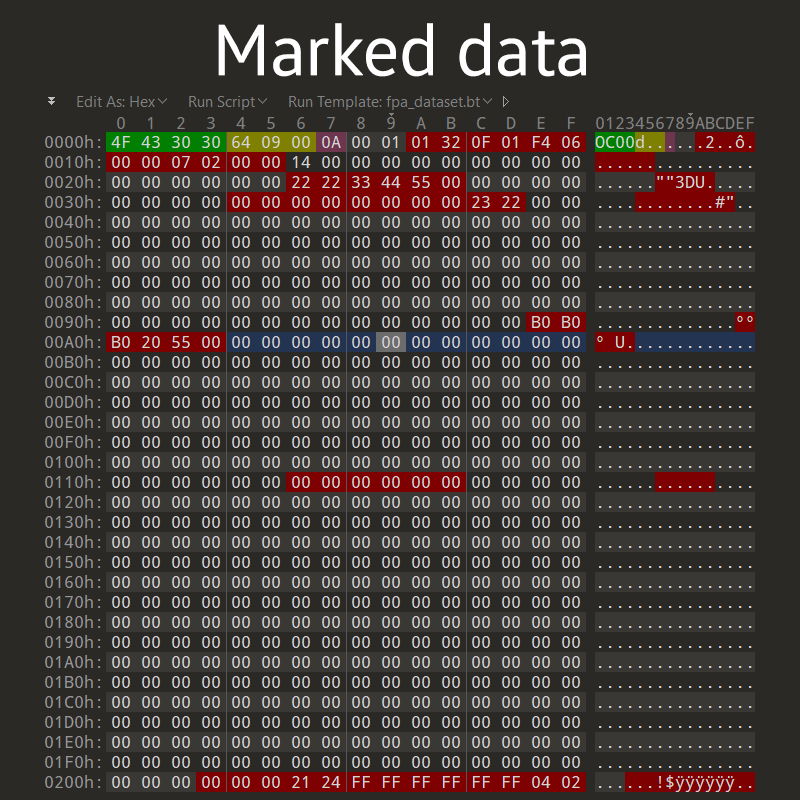 Marked data
Edit As: Hex Run Script Run Template: fpa_dataset.bt
0 1 2 3 4 5 6 7 8 9 A B C D E F 0123456789ABCDEF
0000h: 4F 43 30 30 64 09 00 0A 00 01 01 32 0F 01 F4 06 OC00d......2..ô.
0010h: 00 00 07 02 00 00 14 00 00 00 00 00 00 00 00 00 ................
0020h: 00 00 00 00 00 00 22 22 33 44 55 00 00 00 00 00 ......""3DU.....
0030h: 00 00 00 00 00 00 00 00 00 00 00 00 23 22 00 00 ............#"..
0040h: 00 00 00 00 00 00 00 00 00 00 00 00 00 00 00 00 ................
0050h: 00 00 00 00 00 00 00 00 00 00 00 00 00 00 00 00 ................
0060h: 00 00 00 00 00 00 00 00 00 00 00 00 00 00 00 00 ................
0070h: 00 00 00 00 00 00 00 00 00 00 00 00 00 00 00 00 ................
0080h: 00 00 00 00 00 00 00 00 00 00 00 00 00 00 00 00 ................
0090h: 00 00 00 00 00 00 00 00 00 00 00 00 00 00 B0 B0 ..............°°
00A0h: B0 20 55 00 00 00 00 00 00 00 00 00 00 00 00 00 ° U.............
00B0h: 00 00 00 00 00 00 00 00 00 00 00 00 00 00 00 00 ................
00C0h: 00 00 00 00 00 00 00 00 00 00 00 00 00 00 00 00 ................
00D0h: 00 00 00 00 00 00 00 00 00 00 00 00 00 00 00 00 ................
00E0h: 00 00 00 00 00 00 00 00 00 00 00 00 00 00 00 00 ................
00F0h: 00 00 00 00 00 00 00 00 00 00 00 00 00 00 00 00 ................
0100h: 00 00 00 00 00 00 00 00 00 00 00 00 00 00 00 00 ................
0110h: 00 00 00 00 00 00 00 00 00 00 00 00 00 00 00 00 ................
0120h: 00 00 00 00 00 00 00 00 00 00 00 00 00 00 00 00 ................
0130h: 00 00 00 00 00 00 00 00 00 00 00 00 00 00 00 00 ................
0140h: 00 00 00 00 00 00 00 00 00 00 00 00 00 00 00 00 ................
0150h: 00 00 00 00 00 00 00 00 00 00 00 00 00 00 00 00 ................
0160h: 00 00 00 00 00 00 00 00 00 00 00 00 00 00 00 00 ................
0170h: 00 00 00 00 00 00 00 00 00 00 00 00 00 00 00 00 ................
0180h: 00 00 00 00 00 00 00 00 00 00 00 00 00 00 00 00 ................
0190h: 00 00 00 00 00 00 00 00 00 00 00 00 00 00 00 00 ................
01A0h: 00 00 00 00 00 00 00 00 00 00 00 00 00 00 00 00 ................
01B0h: 00 00 00 00 00 00 00 00 00 00 00 00 00 00 00 00 ................
01C0h: 00 00 00 00 00 00 00 00 00 00 00 00 00 00 00 00 ................
01D0h: 00 00 00 00 00 00 00 00 00 00 00 00 00 00 00 00 ................
01E0h: 00 00 00 00 00 00 00 00 00 00 00 00 00 00 00 00 ................
01F0h: 00 00 00 00 00 00 00 00 00 00 00 00 00 00 00 00 ................
0200h: 00 00 00 00 00 00 21 24 FF FF FF FF FF FF 04 02 ......!$ÿÿÿÿÿÿ..